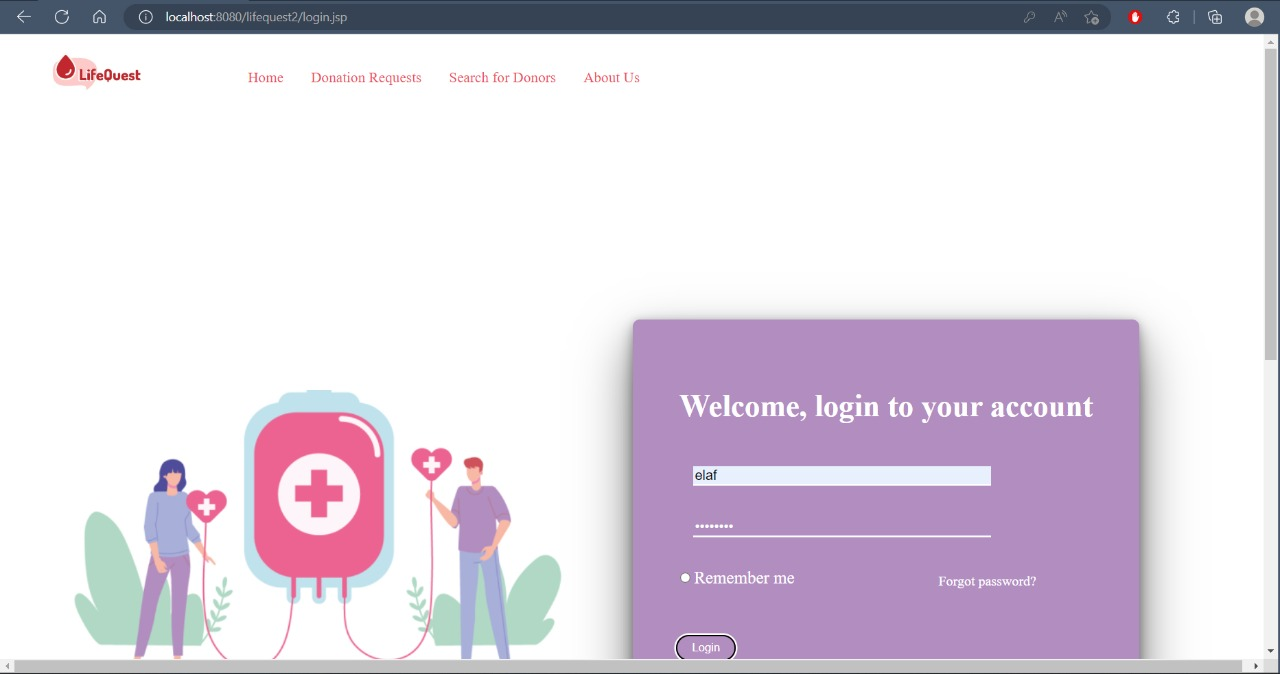 localhost:8080/lifequest2/login.jsp
LifeQuest
Home
Donation Requests
Search for Donors
About Us
Welcome, login to your account
elaf
••••••••
Remember me
Forgot password?
Login